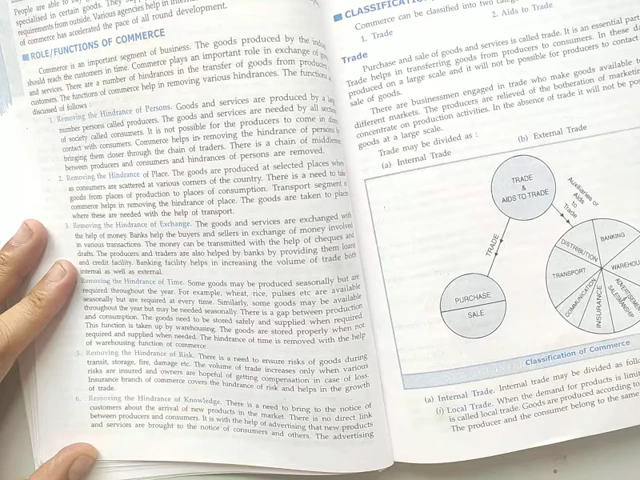 People are able to
specialised in certain goods. They
requirements from outside. Various agencies help in
of commerce has accelerated the pace of all round development.
ROLE/FUNCTIONS OF COMMERCE
Commerce is an important segment of business. The goods produced by the
should reach the customers in time. Commerce plays an important role in exchange of
and services. There are a number of hindrances in the transfer of goods from
customers. The functions of commerce help in removing various hindrances. The functions
discussed of follows :
1. Removing the Hindrance of Persons. Goods and services are produced by a
number persons called producers. The goods and services are needed by all
of society called consumers. It is not possible for the producers to come in
contact with consumers. Commerce helps in removing the hindrance of persons
bringing them closer through the chain of traders. There is a chain of middlemen
between producers and consumers and hindrances of persons are removed.
2. Removing the Hindrance of Place. The goods are produced at selected places
as consumers are scattered at various corners of the country. There is a need to
goods from places of production to places of consumption. Transport segment
commerce helps in removing the hindrance of place. The goods are taken to
where these are needed with the help of transport.
3. Removing the Hindrance of Exchange. The goods and services are exchanged with
the help of money. Banks help the buyers and sellers in exchange of money involved
in various transactions. The money can be transmitted with the help of cheques and
drafts. The producers and traders are also helped by banks by providing them loans
and credit facility. Banking facility helps in increasing the volume of trade both
internal as well as external.
Removing the Hindrance of Time. Some goods may be produced seasonally but are
required throughout the year. For example, wheat, rice, pulses etc are available
seasonally but are required at every time. Similarly, some goods may be available
throughout the year but may be needed seasonally. There is a gap between production
and consumption. The goods need to be stored safely and supplied when required
This function is taken up by warehousing. The goods are stored properly when not
required and supplied when needed. The hindrance of time is removed with the help
of warehousing function of commerce.
5. Removing the Hindrance of Risk. There is a need to ensure risks of goods during
transit, storage, fire, damage etc. The volume of trade increases only when various
risks are insured and owners are hopeful of getting compensation in case of loss.
Insurance branch of commerce covers the hindrance of risk and helps in the growth
of trade.
6. Removing the Hindrance of Knowledge. There is a need to bring to the notice of
customers about the arrival of new products in the market. There is no direct link
between producers and consumers. It is with the help of advertising that new products
and services are brought to the notice of consumers and others. The advertising
CLASSIFICATION
Commerce can be classified into two
1. Trade 2. Aids to Trade
Trade
Purchase and sale of goods and services is called trade. It is an essential
Trade helps in transferring goods from producers to consumers. In these
produced on a large scale and it will not be possible for producers to contact
sale of goods.
There are businessmen engaged in trade who make goods available
different markets. The producers are relieved of the botheration of
concentrate on production activities. In the absence of trade it will not be
goods at a large scale.
Trade may be divided as :
(a) Internal Trade (b) External Trade
TRADE
&
AIDS TO TRADE
Auxiliaries or
Aids
to
Trade
TRADE
PURCHASE
SALE
BANKING
DISTRIBUTION
TRANSPORT
COMMUNICATION
INSURANCE
ADVERTISEMENT
&
SALESMANSHIP
Classification of Commerce
(a) Internal Trade. Internal trade may be divided as
(i) Local Trade. When the demand for products is
is called local trade. Goods are produced according
The producer and the consumer belong to the same